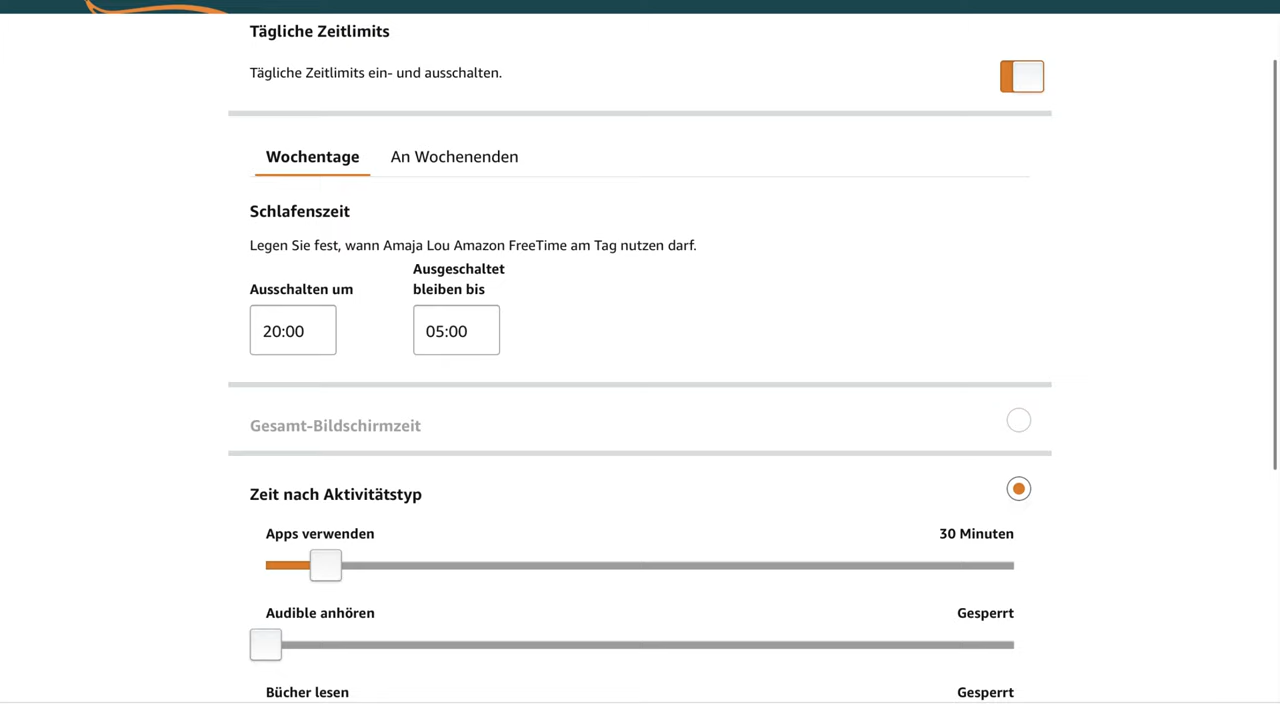 Tägliche Zeitlimits
Tägliche Zeitlimits ein- und ausschalten.
Wochentage An Wochenenden
Schlafenszeit
Legen Sie fest, wann Amaja Lou Amazon FreeTime am Tag nutzen darf.
Ausschalten um
Ausgeschaltet
bleiben bis
20:00
05:00
Gesamt-Bildschirmzeit
Zeit nach Aktivitätstyp
Apps verwenden 30 Minuten
Audible anhören Gesperrt
Bücher lesen Gesperrt